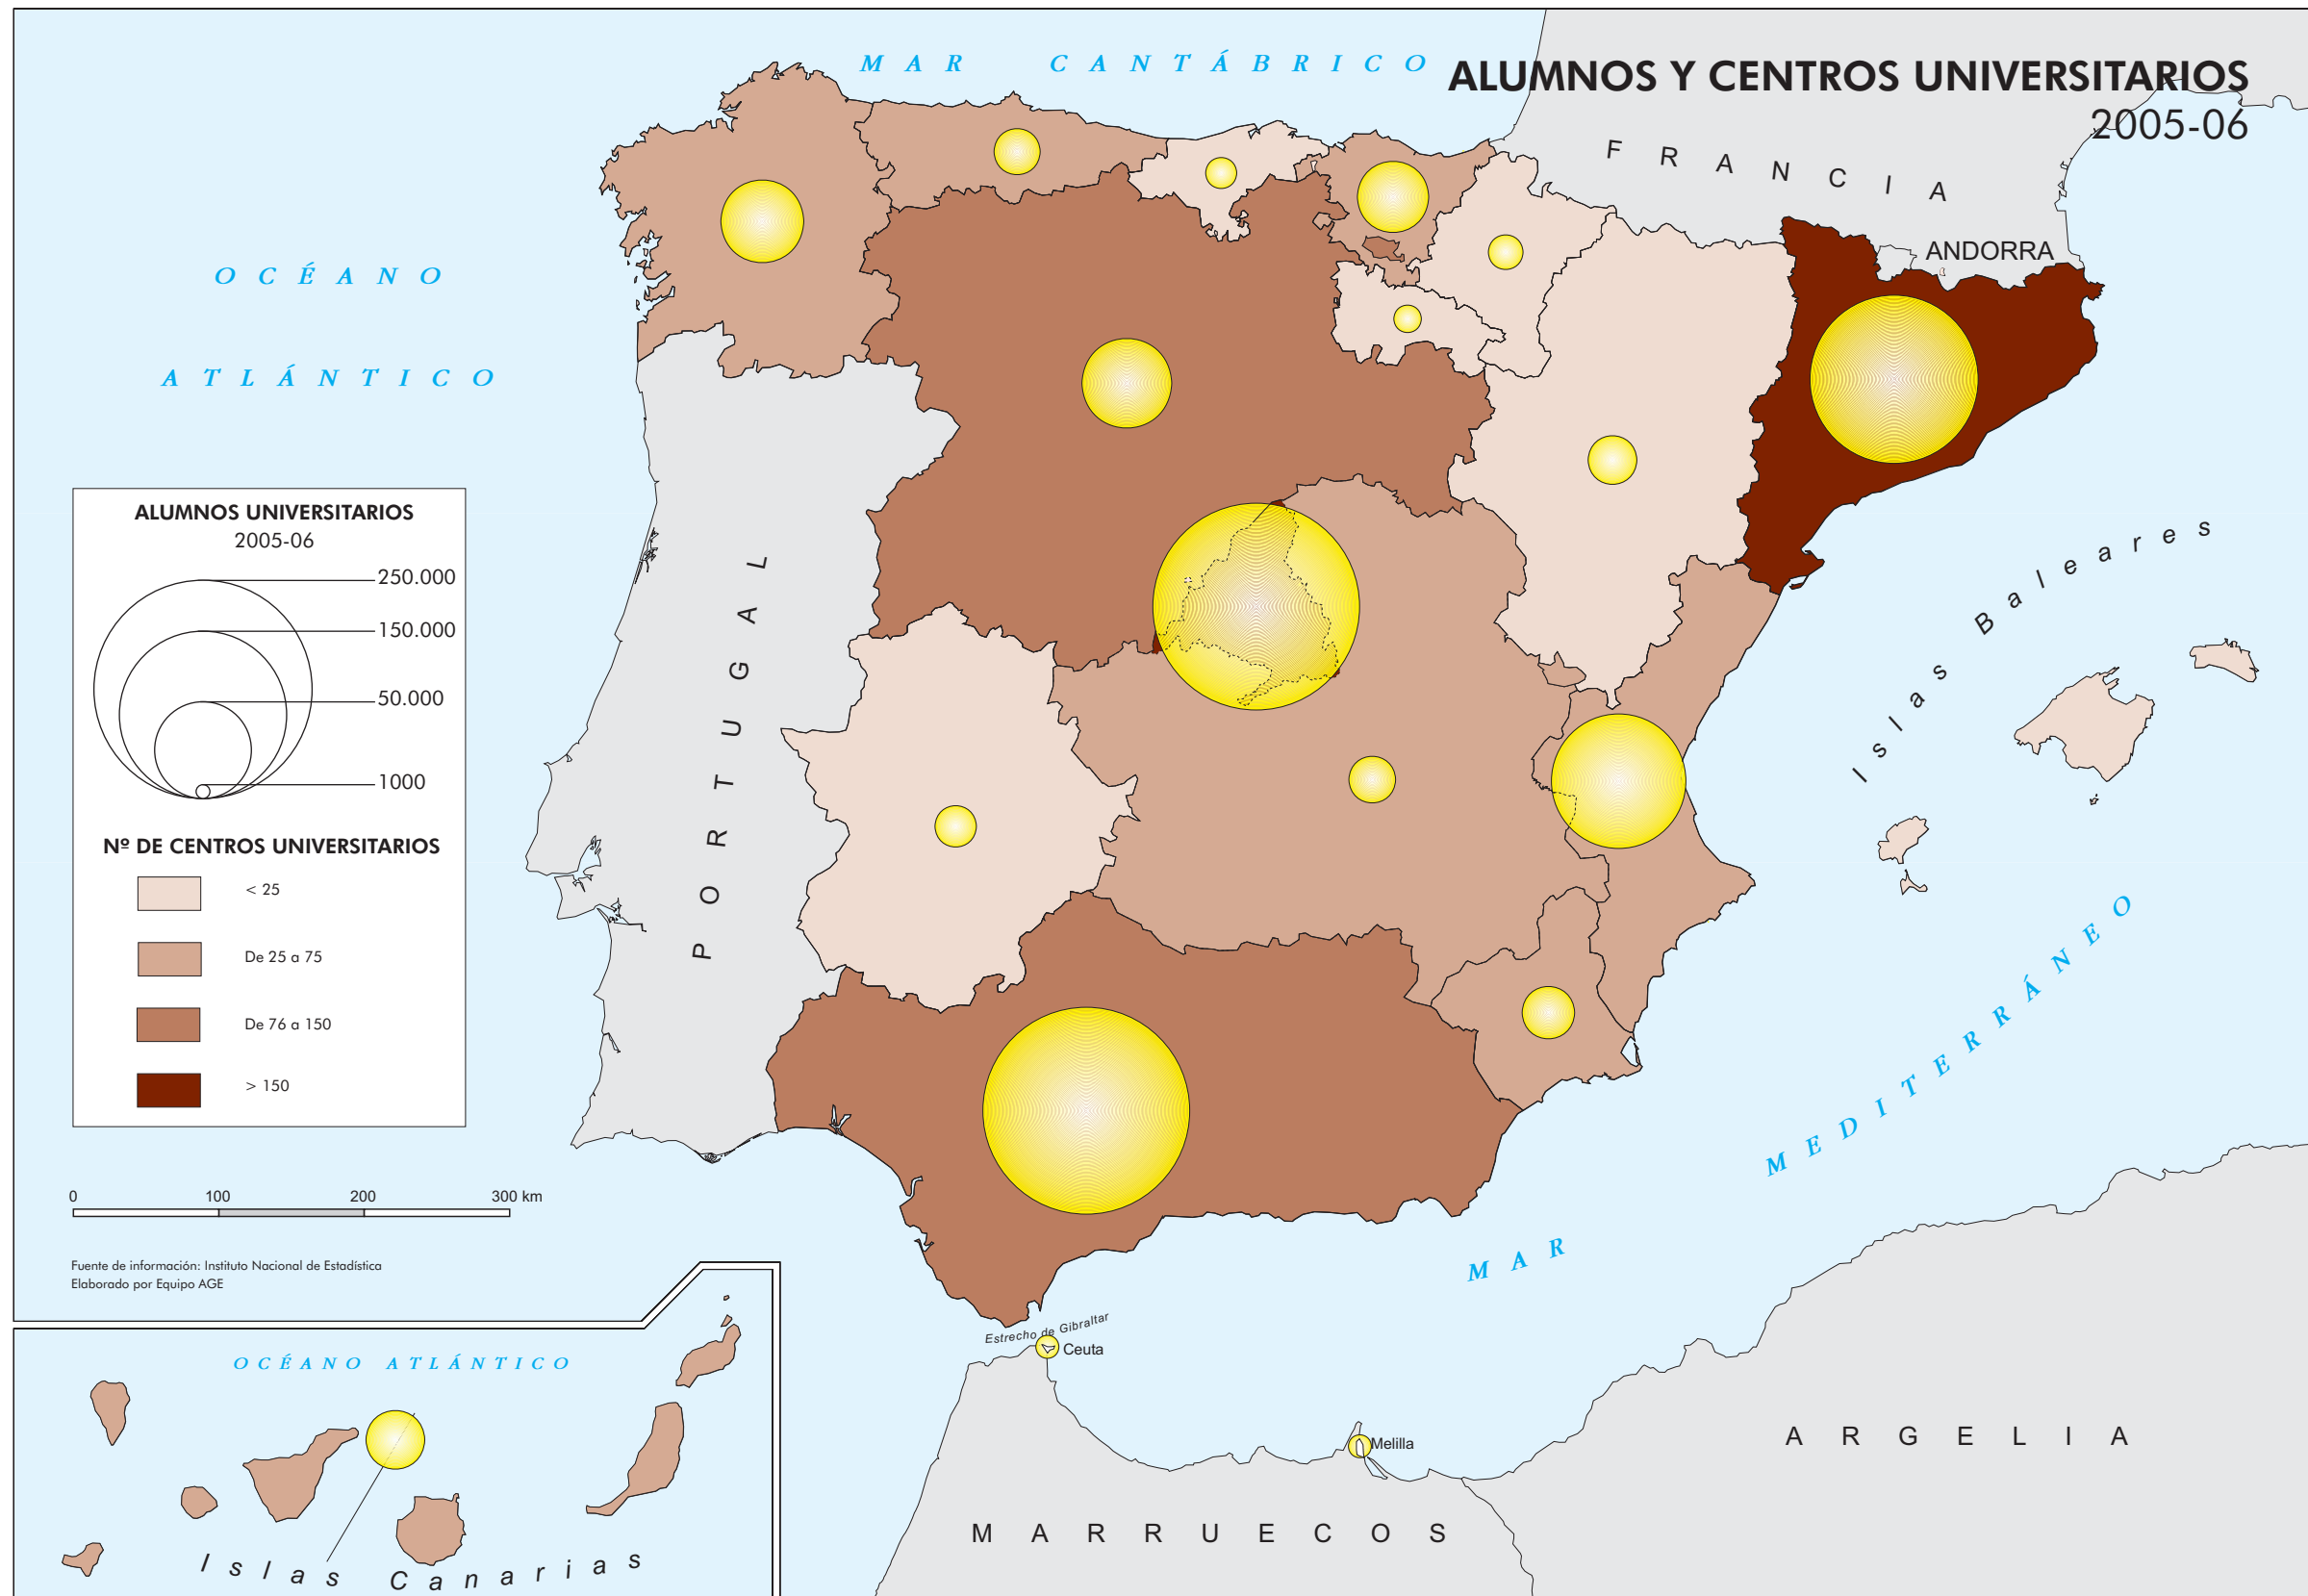 MAR CANTÁBRICO
ALUMNOS Y CENTROS UNIVERSITARIOS
2005-06
FRANCIA
ANDORRA
OCÉANO
ATLÁNTICO
PORTUGAL
Islas Baleares
MAR MEDITERRÁNEO
ALUMNOS UNIVERSITARIOS
2005-06
250.000
150.000
50.000
1000
Nº DE CENTROS UNIVERSITARIOS
< 25
De 25 a 75
De 76 a 150
> 150
0 100 200 300 km
Fuente de información: Instituto Nacional de Estadística
Elaborado por Equipo AGE
Estrecho de Gibraltar
Ceuta
Melilla
MARRUECOS
ARGELIA
OCÉANO ATLÁNTICO
Islas Canarias